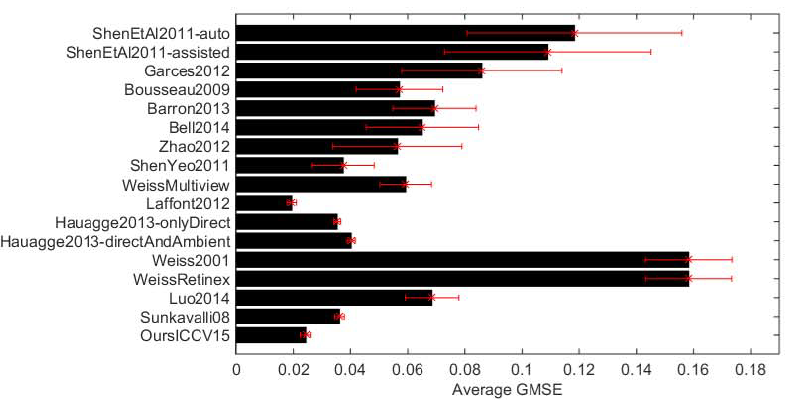 ShenEtAl2011-auto
ShenEtAl2011-assisted
Garces2012
Bousseau2009
Barron2013
Bell2014
Zhao2012
ShenYeo2011
WeissMultiview
Laffont2012
Hauagge2013-onlyDirect
Hauagge2013-directAndAmbient
Weiss2001
WeissRetinex
Luo2014
Sunkavalli08
OursICCV15
0 0.02 0.04 0.06 0.08 0.1 0.12 0.14 0.16 0.18
Average GMSE